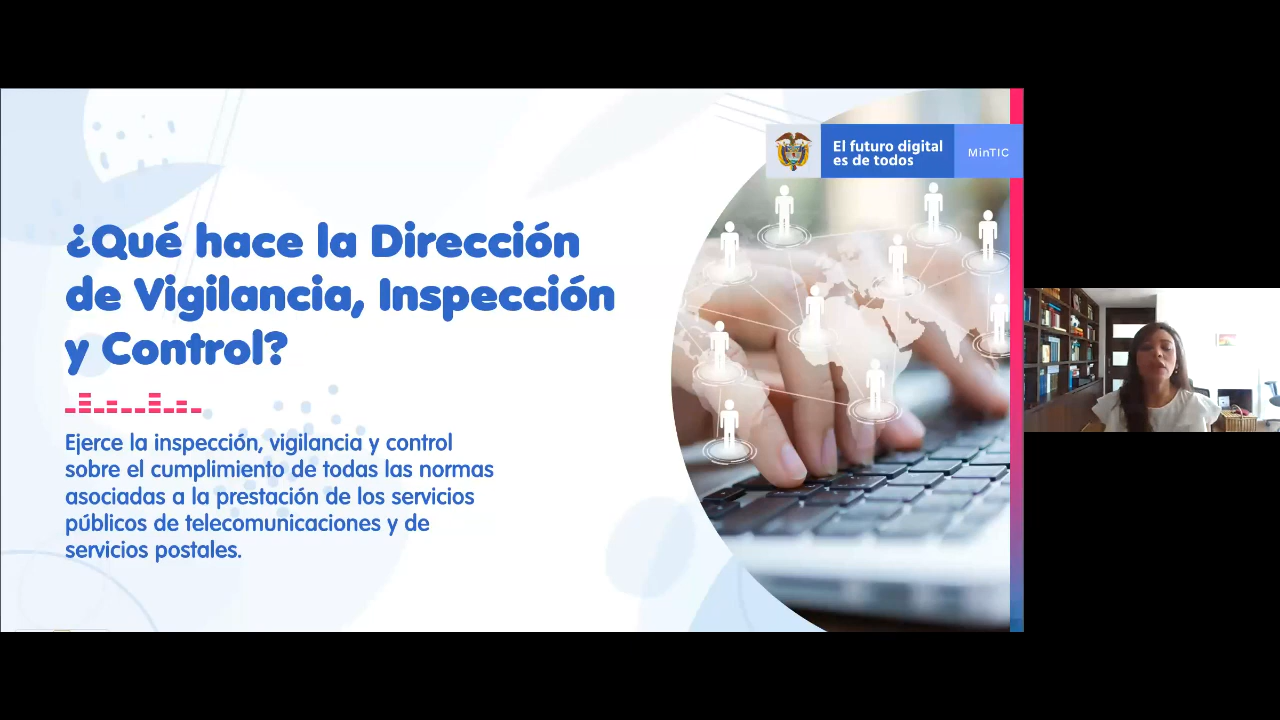 El futuro digital
es de todos
MinTIC
¿Qué hace la Dirección
de Vigilancia, Inspección
y Control?
Ejerce la inspección, vigilancia y control
sobre el cumplimiento de todas las normas
asociadas a la prestación de los servicios
públicos de telecomunicaciones y de
servicios postales.